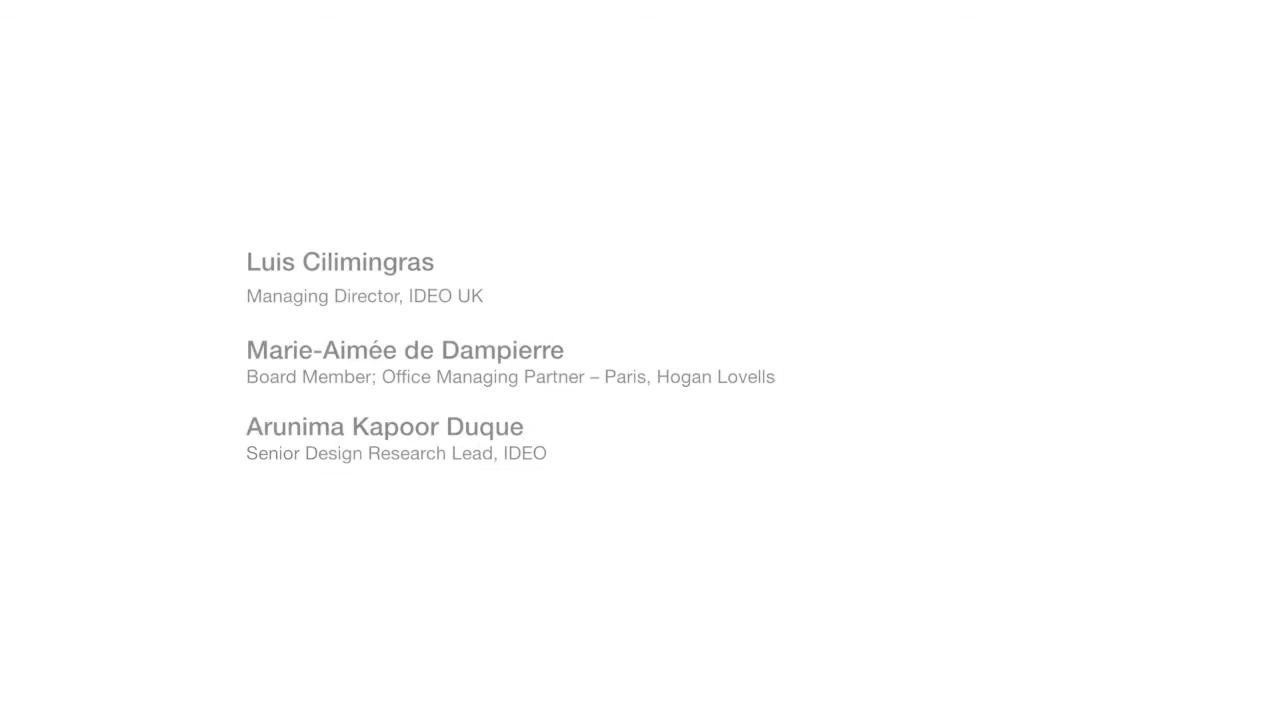 Luis Cilimingras
Managing Director, IDEO UK
Marie-Aimée de Dampierre
Board Member; Office Managing Partner – Paris, Hogan Lovells
Arunima Kapoor Duque
Senior Design Research Lead, IDEO